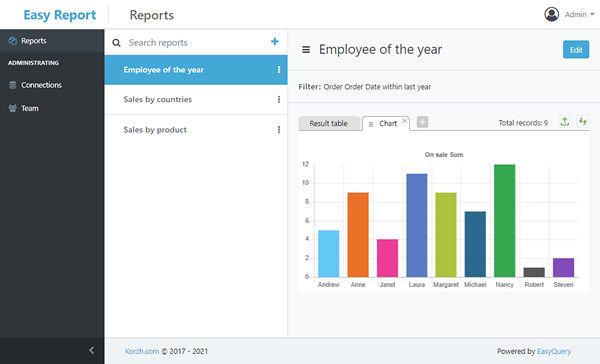 Easy Report
Reports
Admin
Reports
ADMINISTRATING
Connections
Team
Search reports
Employee of the year
Sales by countries
Sales by product
Employee of the year
Edit
Filter: Order Order Date within last year
Result table
Chart
Total records: 9
On sale Sum
12
10
8
6
4
2
0
Andrew Anne Janet Laura Margaret Michael Nancy Robert Steven
Korzh.com © 2017 - 2021
Powered by EasyQuery